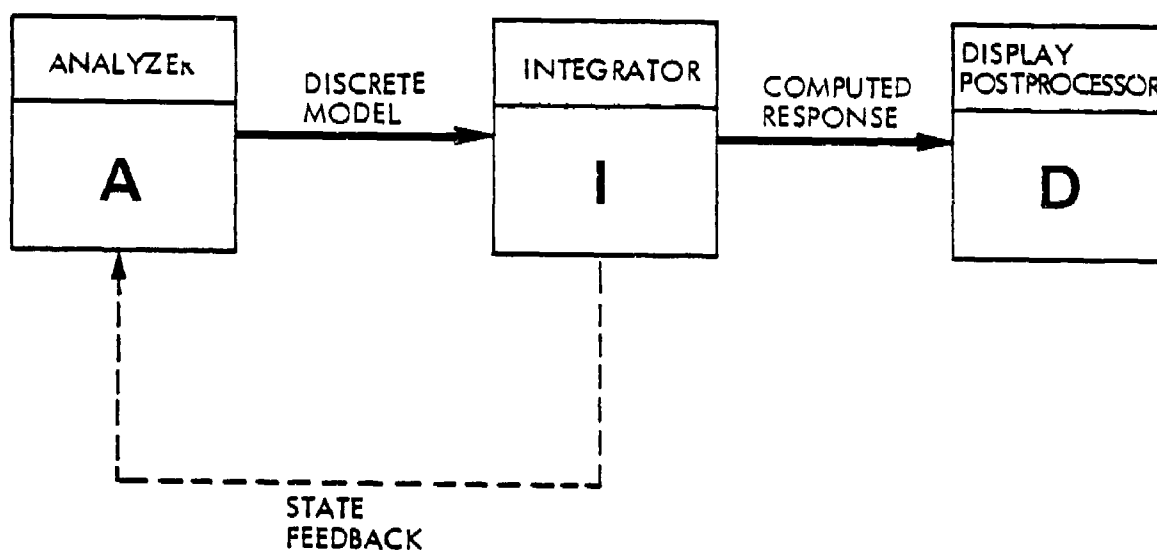 ANALYZER
DISCRETE
MODEL
INTEGRATOR
COMPUTED
RESPONSE
DISPLAY
POSTPROCESSOR
A
I
D
STATE
FEEDBACK